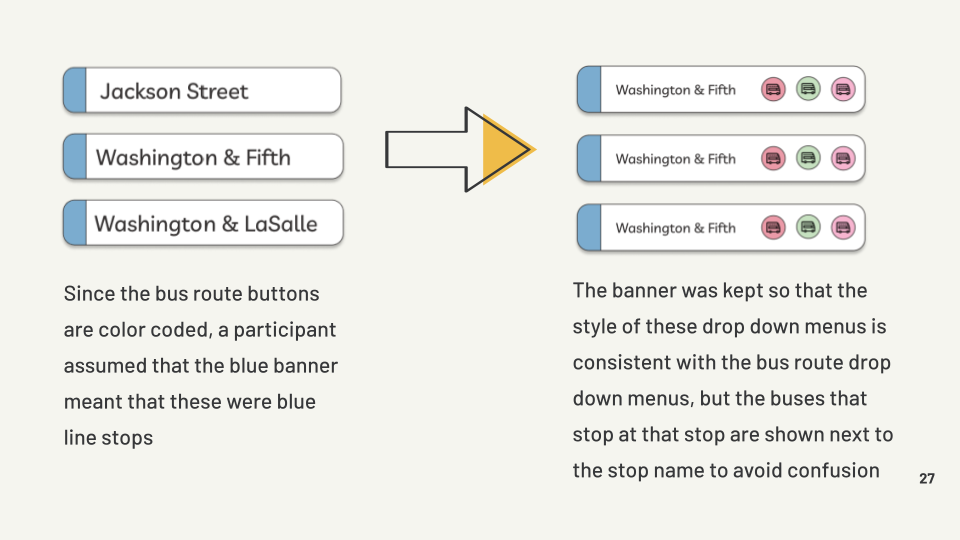 Jackson Street
Washington & Fifth
Washington & LaSalle
Since the bus route buttons
are color coded, a participant
assumed that the blue banner
meant that these were blue
line stops
Washington & Fifth
Washington & Fifth
Washington & Fifth
The banner was kept so that the
style of these drop down menus is
consistent with the bus route drop
down menus, but the buses that
stop at that stop are shown next to
the stop name to avoid confusion
27